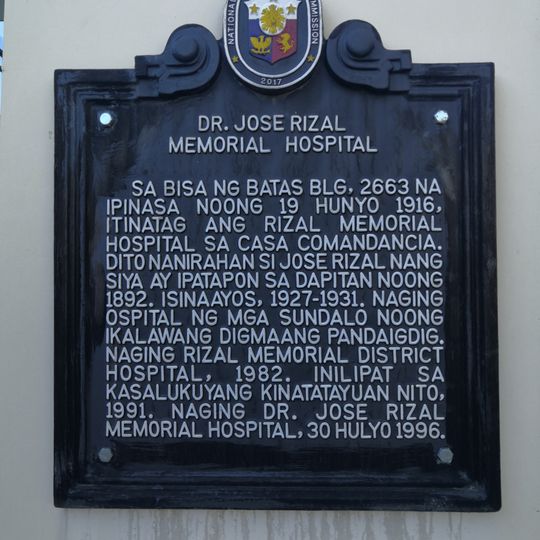 NATIONAL
COMMISSION
2017
DR. JOSE RIZAL
MEMORIAL HOSPITAL
SA BISA NG BATAS BLG, 2663 NA
IPINASA NOONG 19 HUNYO 1916,
ITINATAG ANG RIZAL MEMORIAL
HOSPITAL SA CASA COMANDANCIA.
DITO NANIRAHAN SI JOSE RIZAL NANG
SIYA AY IPATAPON SA DAPITAN NOONG
1892. ISINAAYOS, 1927-1931. NAGING
OSPITAL NG MGA SUNDALO NOONG
IKALAWANG DIGMAANG PANDAIGDIG.
NAGING RIZAL MEMORIAL DISTRICT
HOSPITAL, 1982. INILIPAT SA
KASALUKUYANG KINATATAYUAN NITO,
1991. NAGING DR. JOSE RIZAL
MEMORIAL HOSPITAL, 30 HULYO 1996.